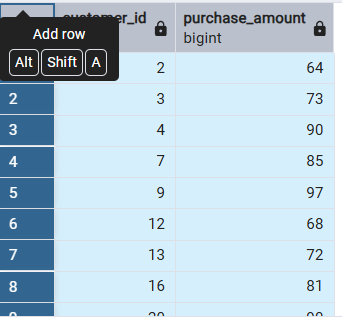 customer_id purchase_amount
bigint
Add row
Alt Shift A
2 64
2 3 73
3 4 90
4 7 85
5 9 97
6 12 68
7 13 72
8 16 81